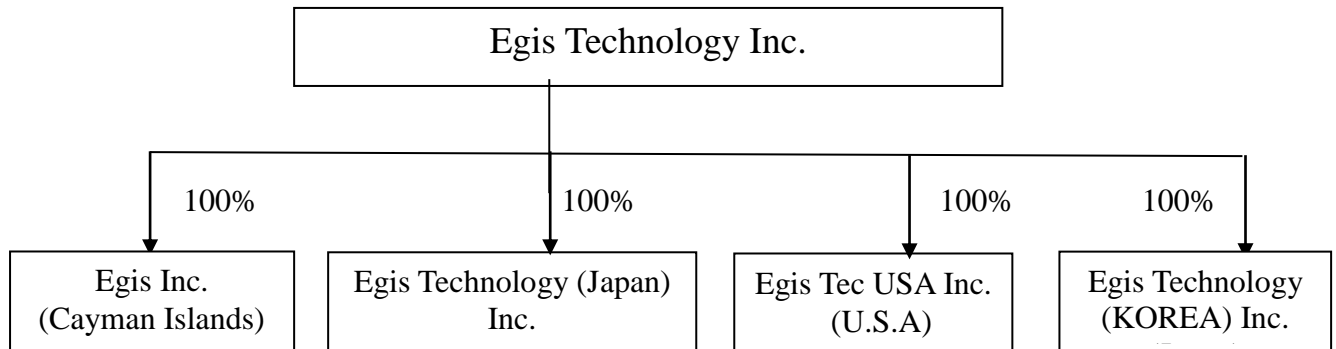 Egis Technology Inc.
100% 100% 100% 100%
Egis Inc.
(Cayman Islands)
Egis Technology (Japan)
Inc.
Egis Tec USA Inc.
(U.S.A)
Egis Technology
(KOREA) Inc.